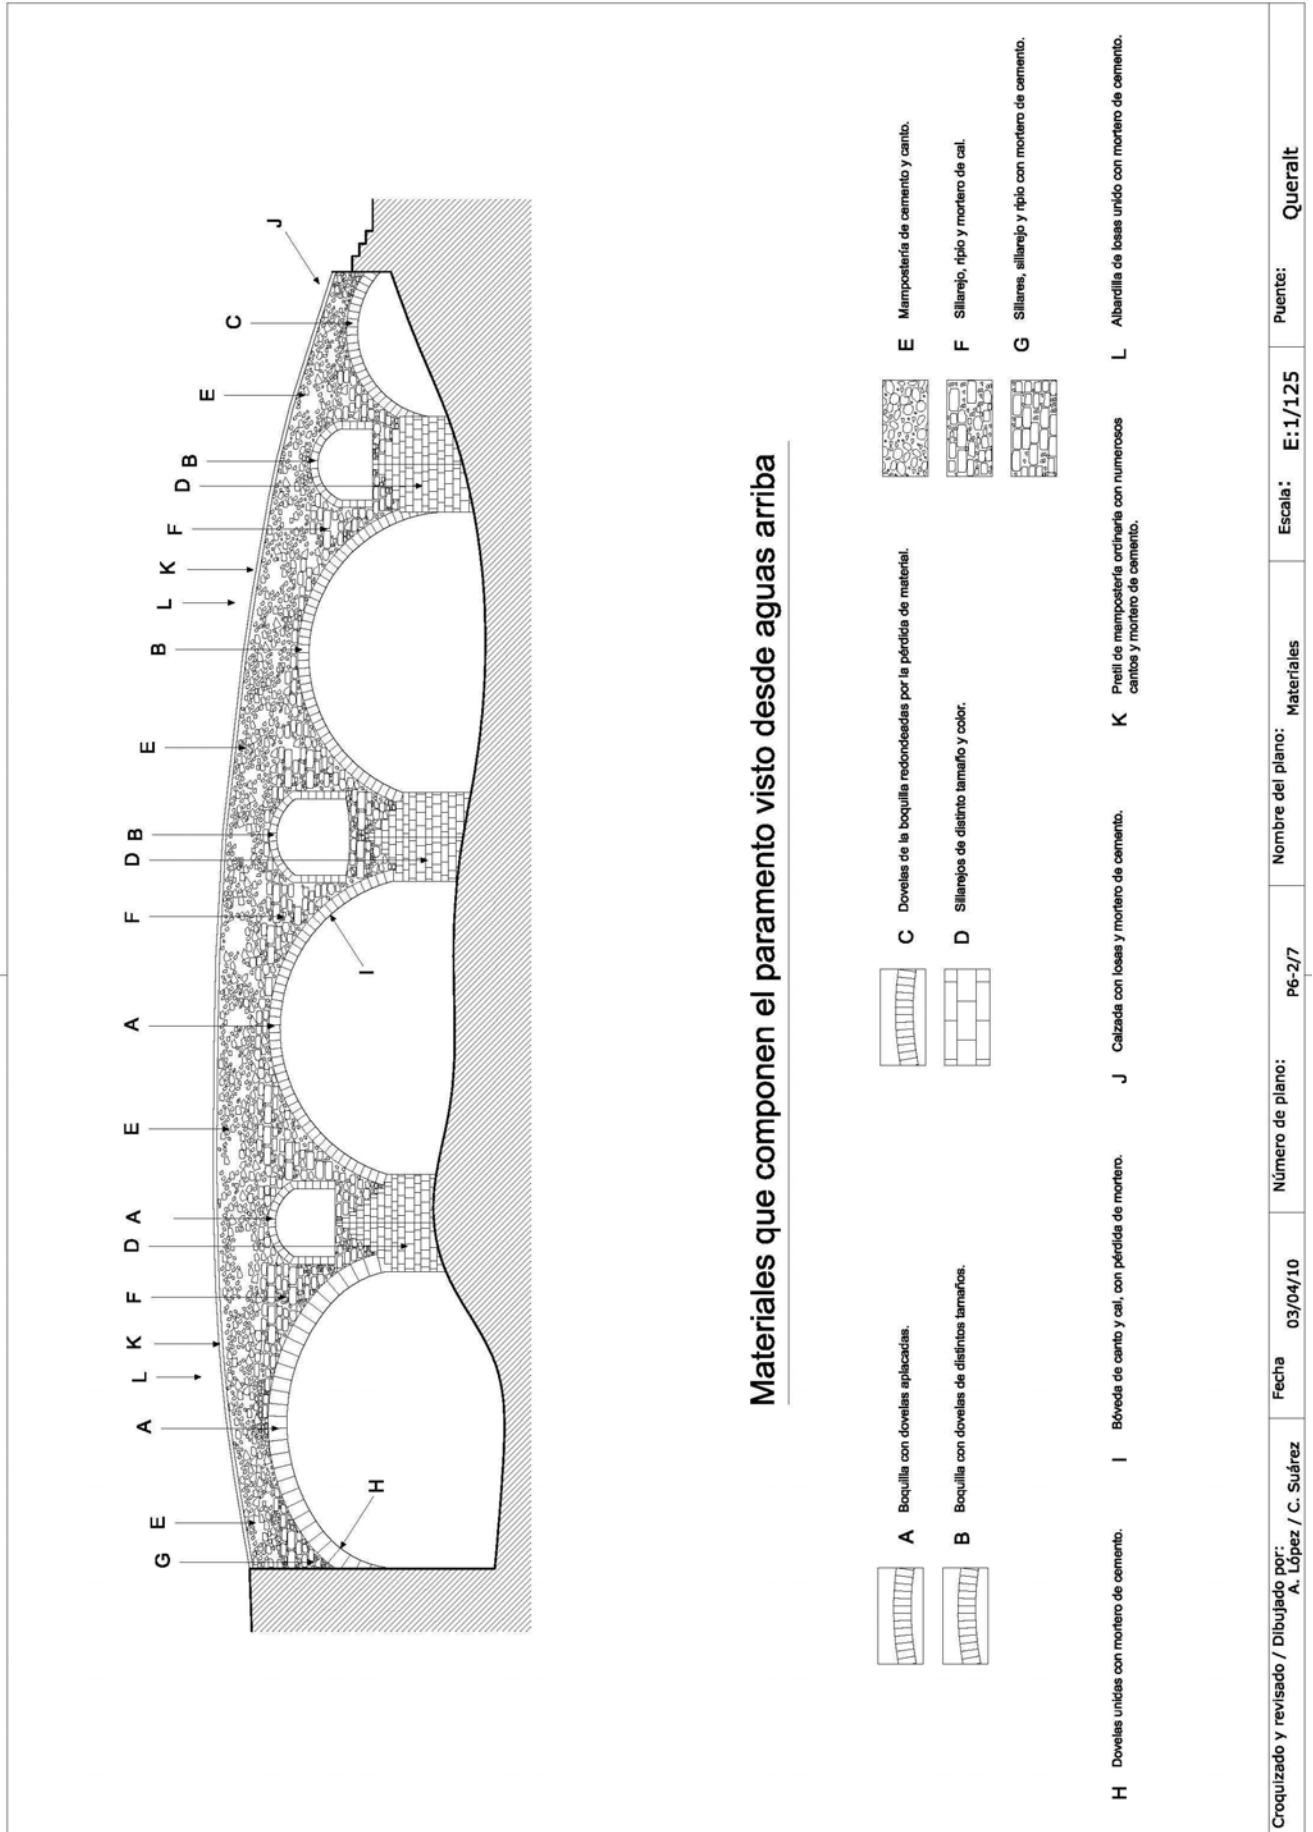 G E A L K F D A E A F D B E B L K F D B E C J
H I
Materiales que componen el paramento visto desde aguas arriba
A Boquilla con dovelas aplacadas.
B Boquilla con dovelas de distintos tamaños.
C Dovelas de la boquilla redondeadas por la pérdida de material.
D Sillarejos de distinto tamaño y color.
E Mampostería de cemento y canto.
F Sillarejo, ripio y mortero de cal.
G Sillares, sillarejo y ripio con mortero de cemento.
H Dovelas unidas con mortero de cemento.
I Bóveda de canto y cal, con pérdida de mortero.
J Calzada con losas y mortero de cemento.
K Pretil de mampostería ordinaria con numerosos
cantos y mortero de cemento.
L Albardilla de losas unido con mortero de cemento.
Croquizado y revisado / Dibujado por:
A. López / C. Suárez
Fecha 03/04/10
Número de plano: P6-2/7
Nombre del plano: Materiales
Escala: E:1/125
Puente: Queralt